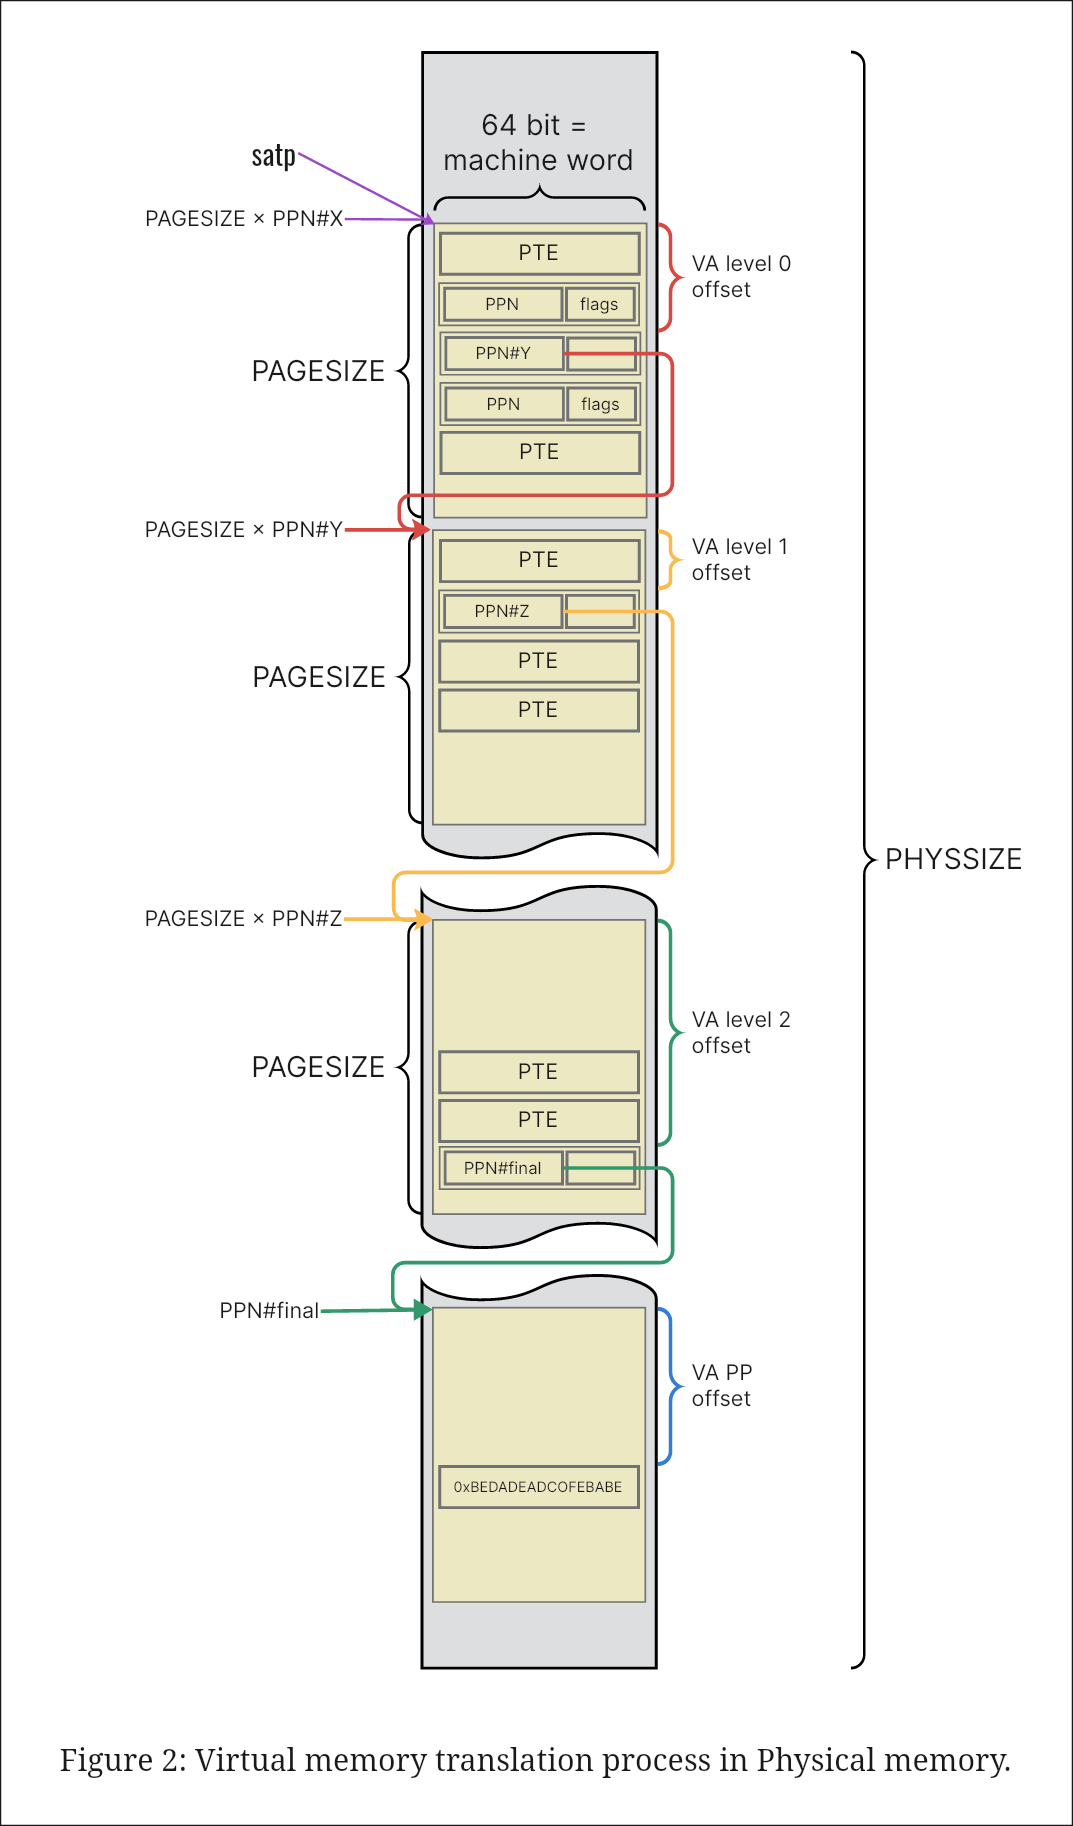 64 bit =
machine word
satp
PAGESIZE × PPN#X
PTE
VA level 0
offset
PPN
flags
PPN#Y
PAGESIZE
PPN
flags
PTE
PAGESIZE × PPN#Y
PTE
VA level 1
offset
PPN#Z
PTE
PAGESIZE
PTE
PHYSSIZE
PAGESIZE × PPN#Z
VA level 2
offset
PAGESIZE
PTE
PTE
PPN#final
PPN#final
VA PP
offset
0xBEDADEADCOFEBABE
Figure 2: Virtual memory translation process in Physical memory.